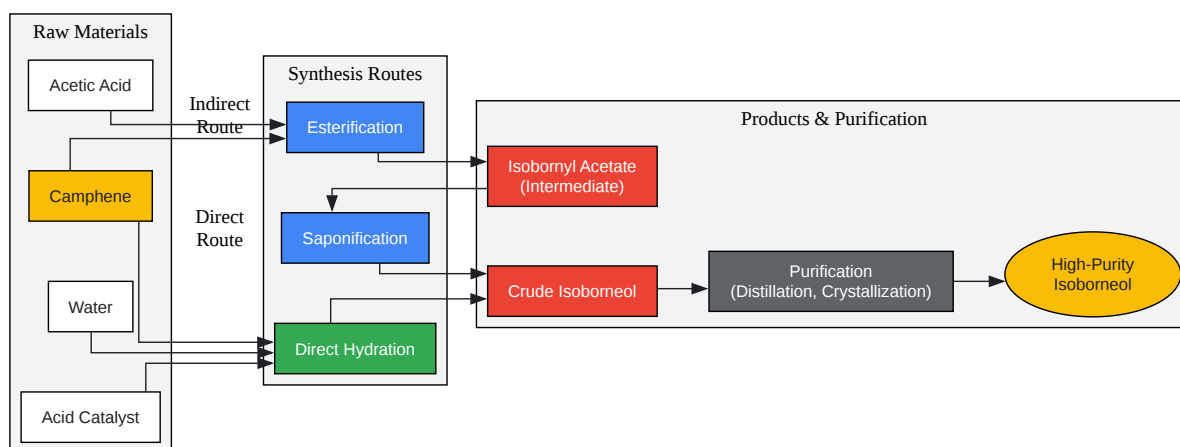 Raw Materials
Acetic Acid
Camphene
Water
Acid Catalyst
Indirect
Route
Direct
Route
Synthesis Routes
Esterification
Saponification
Direct Hydration
Products & Purification
Isobornyl Acetate
(Intermediate)
Crude Isoborneol
Purification
(Distillation, Crystallization)
High-Purity
Isoborneol